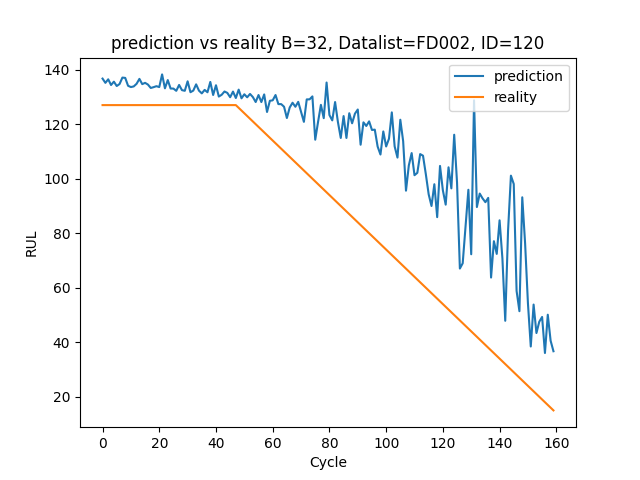 prediction vs reality B=32, Datalist=FD002, ID=120
prediction
reality
140
120
100
80
60
40
20
RUL
0 20 40 60 80 100 120 140 160
Cycle